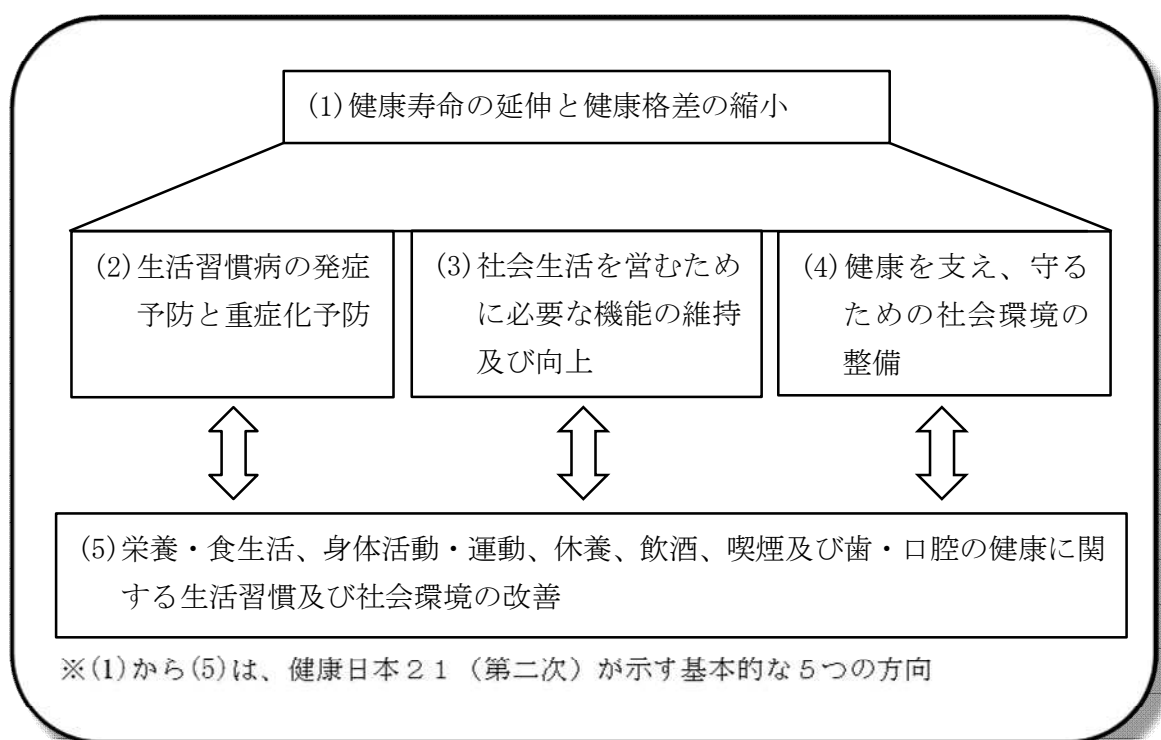 (1)健康寿命の延伸と健康格差の縮小
(2)生活習慣病の発症
予防と重症化予防
(3)社会生活を営むため
に必要な機能の維持
及び向上
(4)健康を支え、守る
ための社会環境の
整備
(5)栄養・食生活、身体活動・運動、休養、飲酒、喫煙及び歯・口腔の健康に関
する生活習慣及び社会環境の改善
※(1)から(5)は、健康日本２１（第二次）が示す基本的な５つの方向